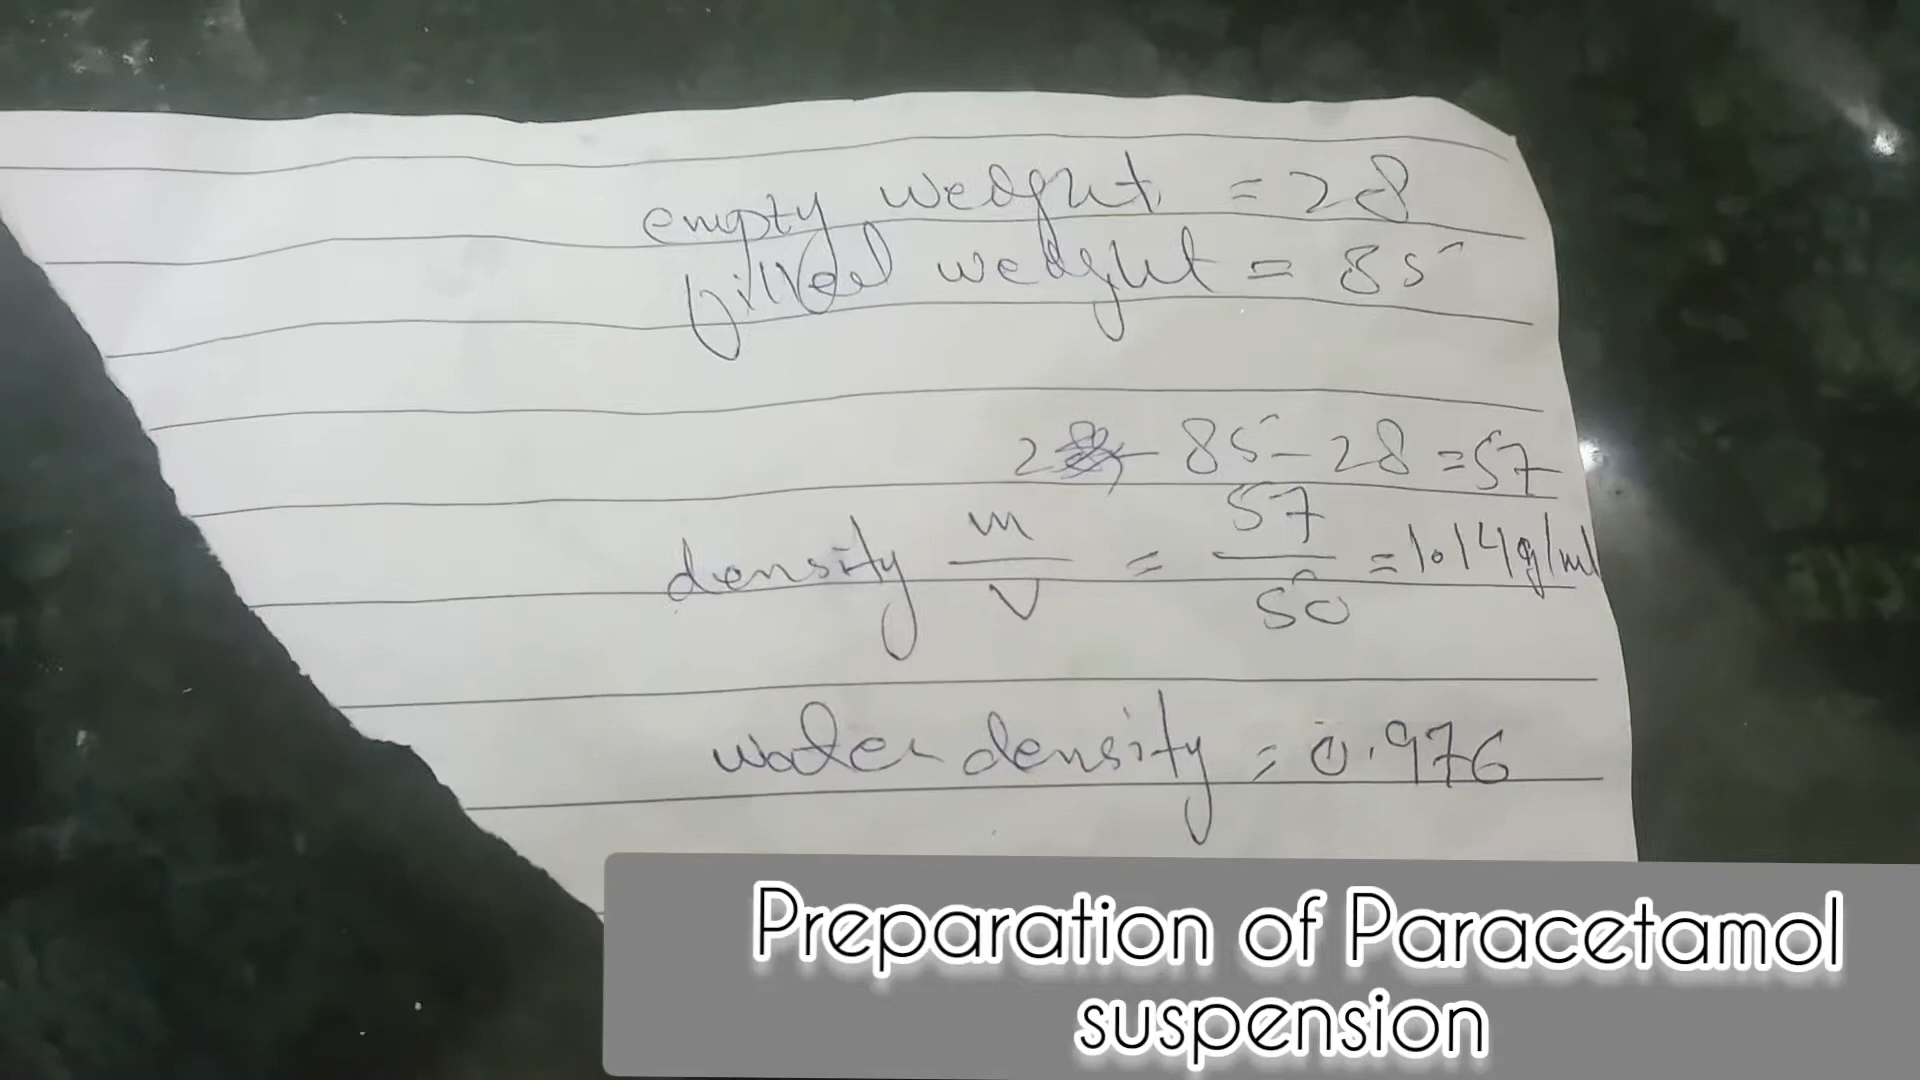 empty weight = 28
filled weight = 85
2 - 85 - 28 = 57
density m/v = 57/50 = 1.14 g/ml
water density = 0.976
Preparation of Paracetamol
suspension